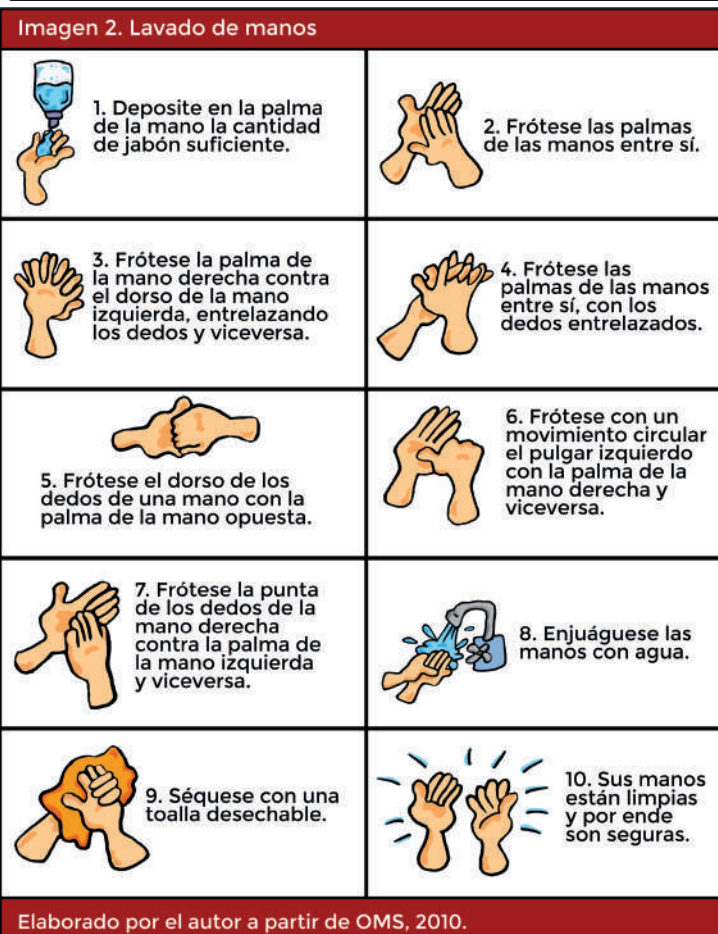 Imagen 2. Lavado de manos
1. Deposite en la palma
de la mano la cantidad
de jabón suficiente.
2. Frótese las palmas
de las manos entre sí.
3. Frótese la palma de
la mano derecha contra
el dorso de la mano
izquierda, entrelazando
los dedos y viceversa.
4. Frótese las
palmas de las manos
entre sí, con los
dedos entrelazados.
5. Frótese el dorso de los
dedos de una mano con la
palma de la mano opuesta.
6. Frótese con un
movimiento circular
el pulgar izquierdo
con la palma de la
mano derecha y
viceversa.
7. Frótese la punta
de los dedos de la
mano derecha
contra la palma de
la mano izquierda
y viceversa.
8. Enjuáguese las
manos con agua.
9. Séquese con una
toalla desechable.
10. Sus manos
están limpias
y por ende
son seguras.
Elaborado por el autor a partir de OMS, 2010.